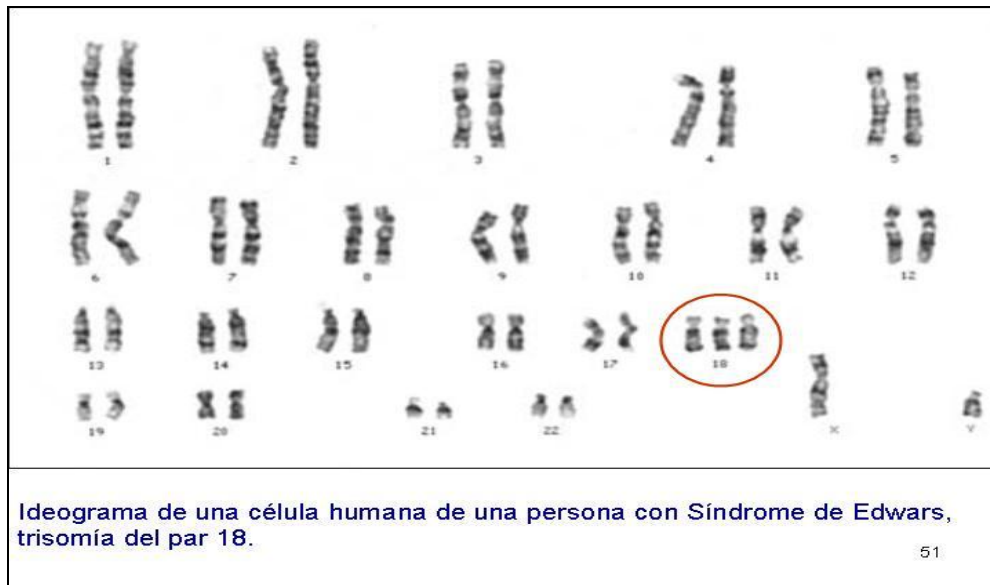 1 2 3 4 5
6 7 8 9 10 11 12
13 14 15 16 17 18
19 20 21 22 X Y
Ideograma de una célula humana de una persona con Síndrome de Edwars,
trisomía del par 18.
51